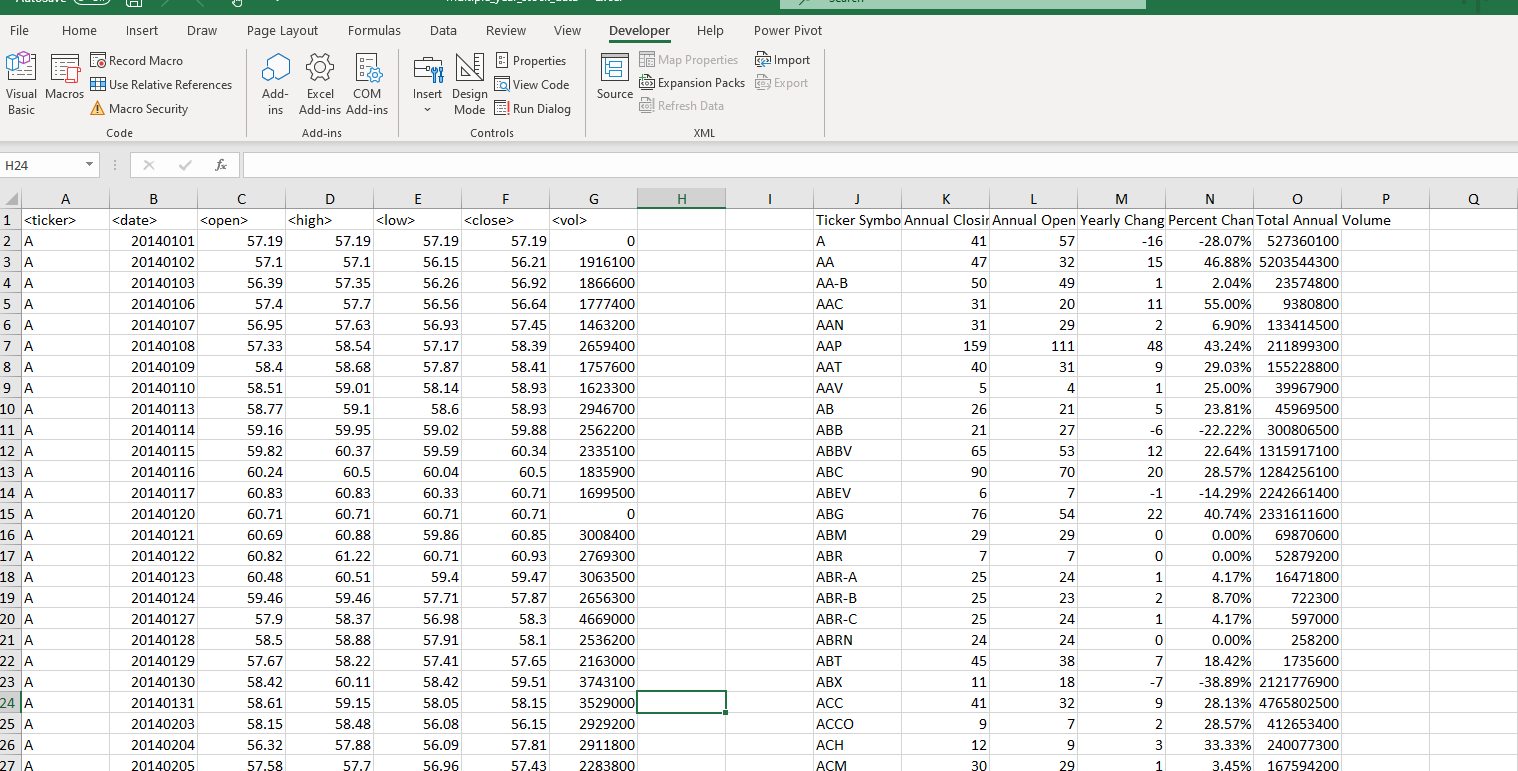 File Home Insert Draw Page Layout Formulas Data Review View Developer Help Power Pivot
Visual Basic
Macros
Record Macro
Use Relative References
Macro Security
Code
Add-ins
Excel Add-ins
COM Add-ins
Add-ins
Insert
Design Mode
Properties
View Code
Run Dialog
Controls
Source
Map Properties
Expansion Packs
Refresh Data
Import
Export
XML
H24 fx
A B C D E F G H I J K L M N O P Q
1 <ticker> <date> <open> <high> <low> <close> <vol> Ticker Symbo Annual Closin Annual Open Yearly Chang Percent Chan Total Annual Volume
2 A 20140101 57.19 57.19 57.19 57.19 0 A 41 57 -16 -28.07% 527360100
3 A 20140102 57.1 57.1 56.15 56.21 1916100 AA 47 32 15 46.88% 5203544300
4 A 20140103 56.39 57.35 56.26 56.92 1866600 AA-B 50 49 1 2.04% 23574800
5 A 20140106 57.4 57.7 56.56 56.64 1777400 AAC 31 20 11 55.00% 9380800
6 A 20140107 56.95 57.63 56.93 57.45 1463200 AAN 31 29 2 6.90% 133414500
7 A 20140108 57.33 58.54 57.17 58.39 2659400 AAP 159 111 48 43.24% 211899300
8 A 20140109 58.4 58.68 57.87 58.41 1757600 AAT 40 31 9 29.03% 155228800
9 A 20140110 58.51 59.01 58.14 58.93 1623300 AAV 5 4 1 25.00% 39967900
10 A 20140113 58.77 59.1 58.6 58.93 2946700 AB 26 21 5 23.81% 45969500
11 A 20140114 59.16 59.95 59.02 59.88 2562200 ABB 21 27 -6 -22.22% 300806500
12 A 20140115 59.82 60.37 59.59 60.34 2335100 ABBV 65 53 12 22.64% 1315917100
13 A 20140116 60.24 60.5 60.04 60.5 1835900 ABC 90 70 20 28.57% 1284256100
14 A 20140117 60.83 60.83 60.33 60.71 1699500 ABEV 6 7 -1 -14.29% 2242661400
15 A 20140120 60.71 60.71 60.71 60.71 0 ABG 76 54 22 40.74% 2331611600
16 A 20140121 60.69 60.88 59.86 60.85 3008400 ABM 29 29 0 0.00% 69870600
17 A 20140122 60.82 61.22 60.71 60.93 2769300 ABR 7 7 0 0.00% 52879200
18 A 20140123 60.48 60.51 59.4 59.47 3063500 ABR-A 25 24 1 4.17% 16471800
19 A 20140124 59.46 59.46 57.71 57.87 2656300 ABR-B 25 23 2 8.70% 722300
20 A 20140127 57.9 58.37 56.98 58.3 4669000 ABR-C 25 24 1 4.17% 597000
21 A 20140128 58.5 58.88 57.91 58.1 2536200 ABRN 24 24 0 0.00% 258200
22 A 20140129 57.67 58.22 57.41 57.65 2163000 ABT 45 38 7 18.42% 1735600
23 A 20140130 58.42 60.11 58.42 59.51 3743100 ABX 11 18 -7 -38.89% 2121776900
24 A 20140131 58.61 59.15 58.05 58.15 3529000 ACC 41 32 9 28.13% 4765802500
25 A 20140203 58.15 58.48 56.08 56.15 2929200 ACCO 9 7 2 28.57% 412653400
26 A 20140204 56.32 57.88 56.09 57.81 2911800 ACH 12 9 3 33.33% 240077300
27 A 20140205 57.58 57.7 56.96 57.43 2283800 ACM 30 29 1 3.45% 167594200